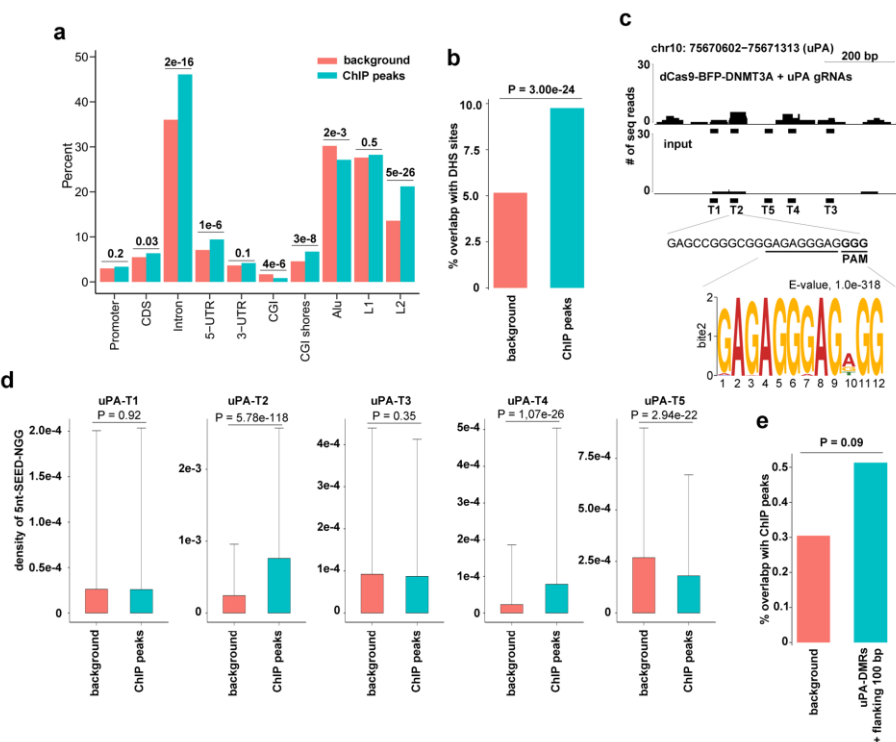 a
50
40
30
20
10
0
Percent
background
ChIP peaks
0.2
0.03
2e-16
1e-6
0.1
4e-6
3e-8
2e-3
0.5
5e-26
Promoter
CDS
Intron
5-UTR
3-UTR
CGI
CGI shores
Alu
L1
L2
b
P = 3.00e-24
10.0
7.5
5.0
2.5
0
% overlabp with DHS sites
background
ChIP peaks
c
chr10: 75670602–75671313 (uPA)
200 bp
30
dCas9-BFP-DNMT3A + uPA gRNAs
0
30
input
0
# of seq reads
T1 T2 T5 T4 T3
GAGCCGGGCGGGAGAGGGAGGGG
PAM
E-value, 1.0e-318
2
1
0
bite2
GAGAGGGAGAGG
1 2 3 4 5 6 7 8 9 10 11 12
d
density of 5nt-SEED-NGG
uPA-T1
P = 0.92
2.0e-4
1.5e-4
1.0e-4
0.5e-4
0
background
ChIP peaks
uPA-T2
P = 5.78e-118
2e-3
1e-3
0
background
ChIP peaks
uPA-T3
P = 0.35
4e-4
3e-4
2e-4
1e-4
0
background
ChIP peaks
uPA-T4
P = 1,07e-26
5e-4
4e-4
3e-4
2e-4
1e-4
0
background
ChIP peaks
uPA-T5
P = 2.94e-22
7.5e-4
5.0e-4
2.5e-4
0
background
ChIP peaks
e
P = 0.09
0.5
0.4
0.3
0.2
0.1
0
% overlabp wih ChIP peaks
background
uPA-DMRs
+ flanking 100 bp